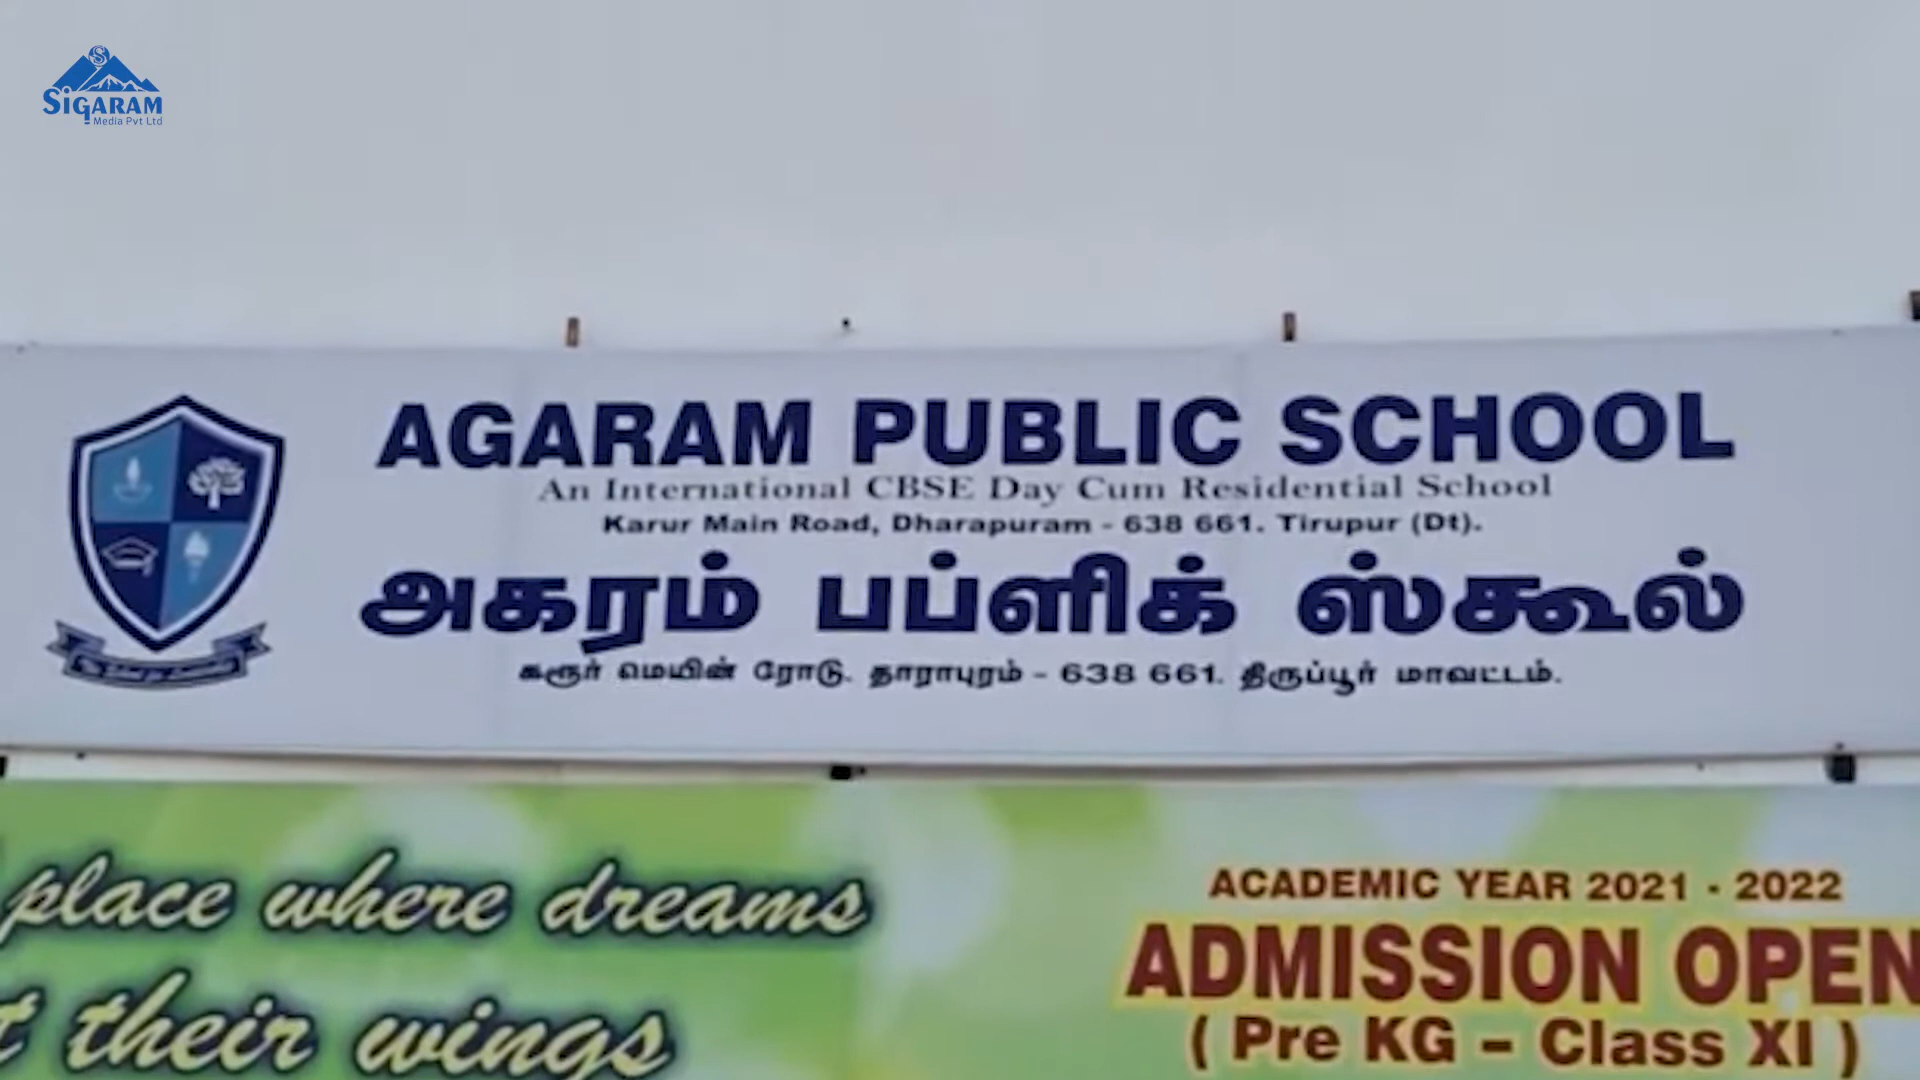 SIGARAM
Media Pvt Ltd
AGARAM PUBLIC SCHOOL
An International CBSE Day Cum Residential School
Karur Main Road, Dharapuram - 638 661. Tirupur (Dt).
அகரம் பப்ளிக் ஸ்கூல்
கரூர் மெயின் ரோடு. தாராபுரம் - 638 661. திருப்பூர் மாவட்டம்.
place where dreams
their wings
ACADEMIC YEAR 2021 - 2022
ADMISSION OPEN
( Pre KG - Class XI )